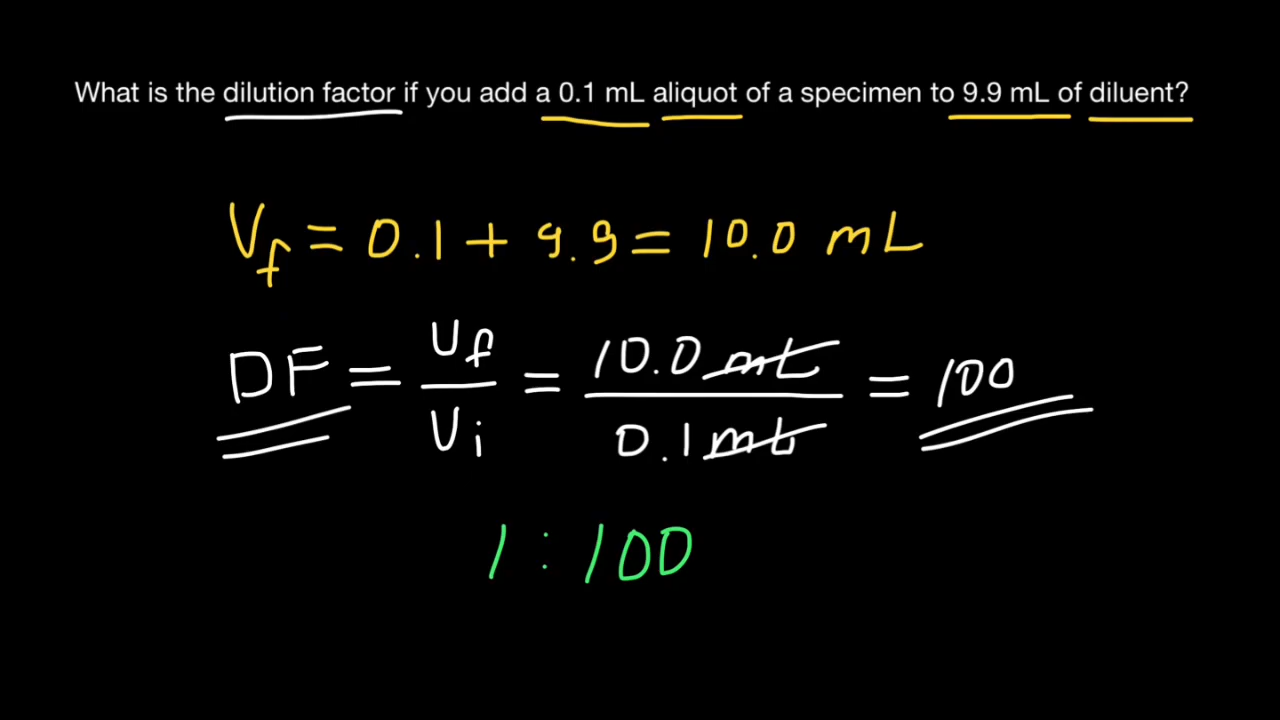 What is the dilution factor if you add a 0.1 mL aliquot of a specimen to 9.9 mL of diluent?
Vf = 0.1 + 9.9 = 10.0 mL
DF = Vf / Vi = 10.0 mL / 0.1 mL = 100
1 : 100